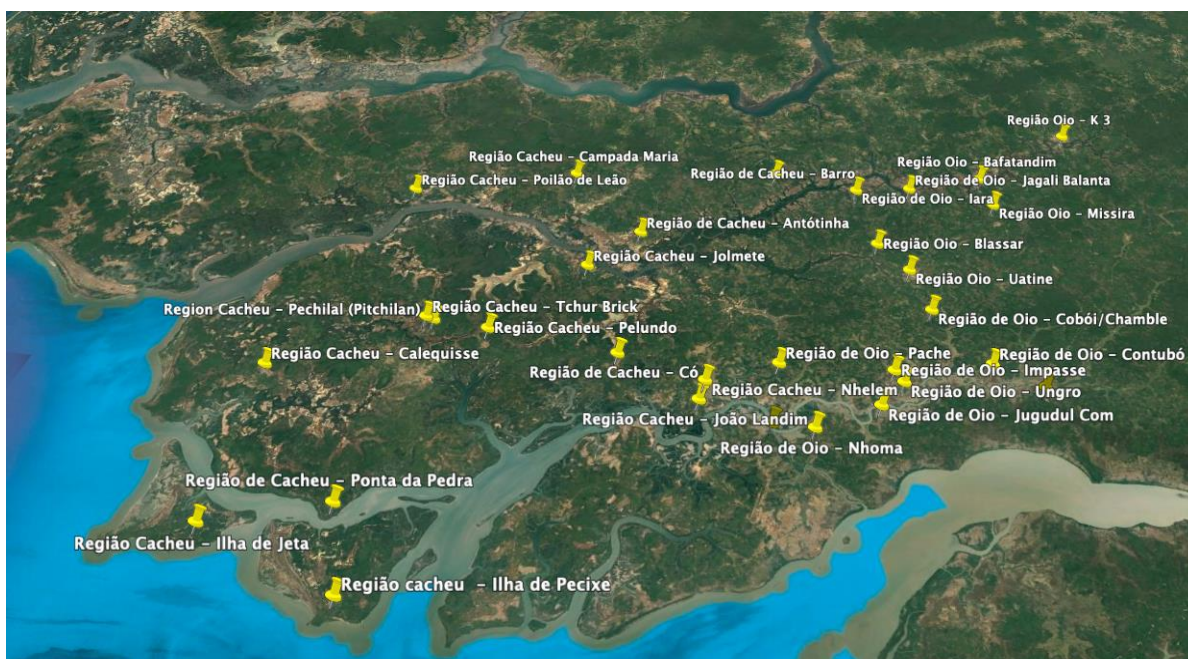 Região Oio - K 3
Região Cacheu - Campada Maria
Região Oio - Bafatandim
Região de Cacheu - Barro
Região Cacheu - Poilão de Leão
Região de Oio - Jagali Balanta
Região de Oio - Iara
Região Oio - Missira
Região de Cacheu - Antótinha
Região Oio - Blassar
Região Cacheu - Jolmete
Região Oio - Uatine
Region Cacheu - Pechilal (Pitchilan)
Região Cacheu - Tchur Brick
Região de Oio - Cobói/Chamble
Região Cacheu - Pelundo
Região Cacheu - Calequisse
Região de Oio - Pache
Região de Oio - Contubó
Região de Cacheu - Có
Região de Oio - Impasse
Região Cacheu - Nhelem
Região de Oio - Ungro
Região Cacheu - João Landim
Região de Oio - Jugudul Com
Região de Oio - Nhoma
Região de Cacheu - Ponta da Pedra
Região Cacheu - Ilha de Jeta
Região cacheu - Ilha de Pecixe